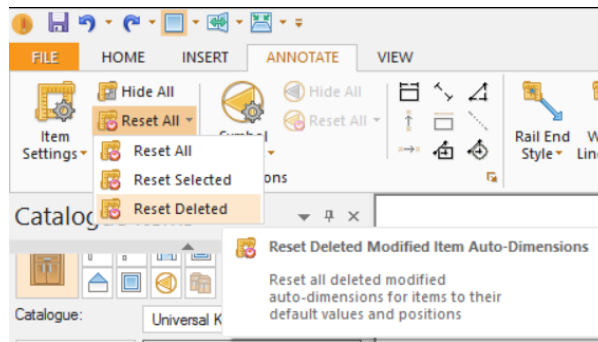 FILE HOME INSERT ANNOTATE VIEW
Hide All Hide All
Reset All Reset All
Item
Settings
Rail End
Style
Reset All
Reset Selected
Reset Deleted
Catalog
Reset Deleted Modified Item Auto-Dimensions
Reset all deleted modified
auto-dimensions for items to their
default values and positions
Catalogue: Universal K